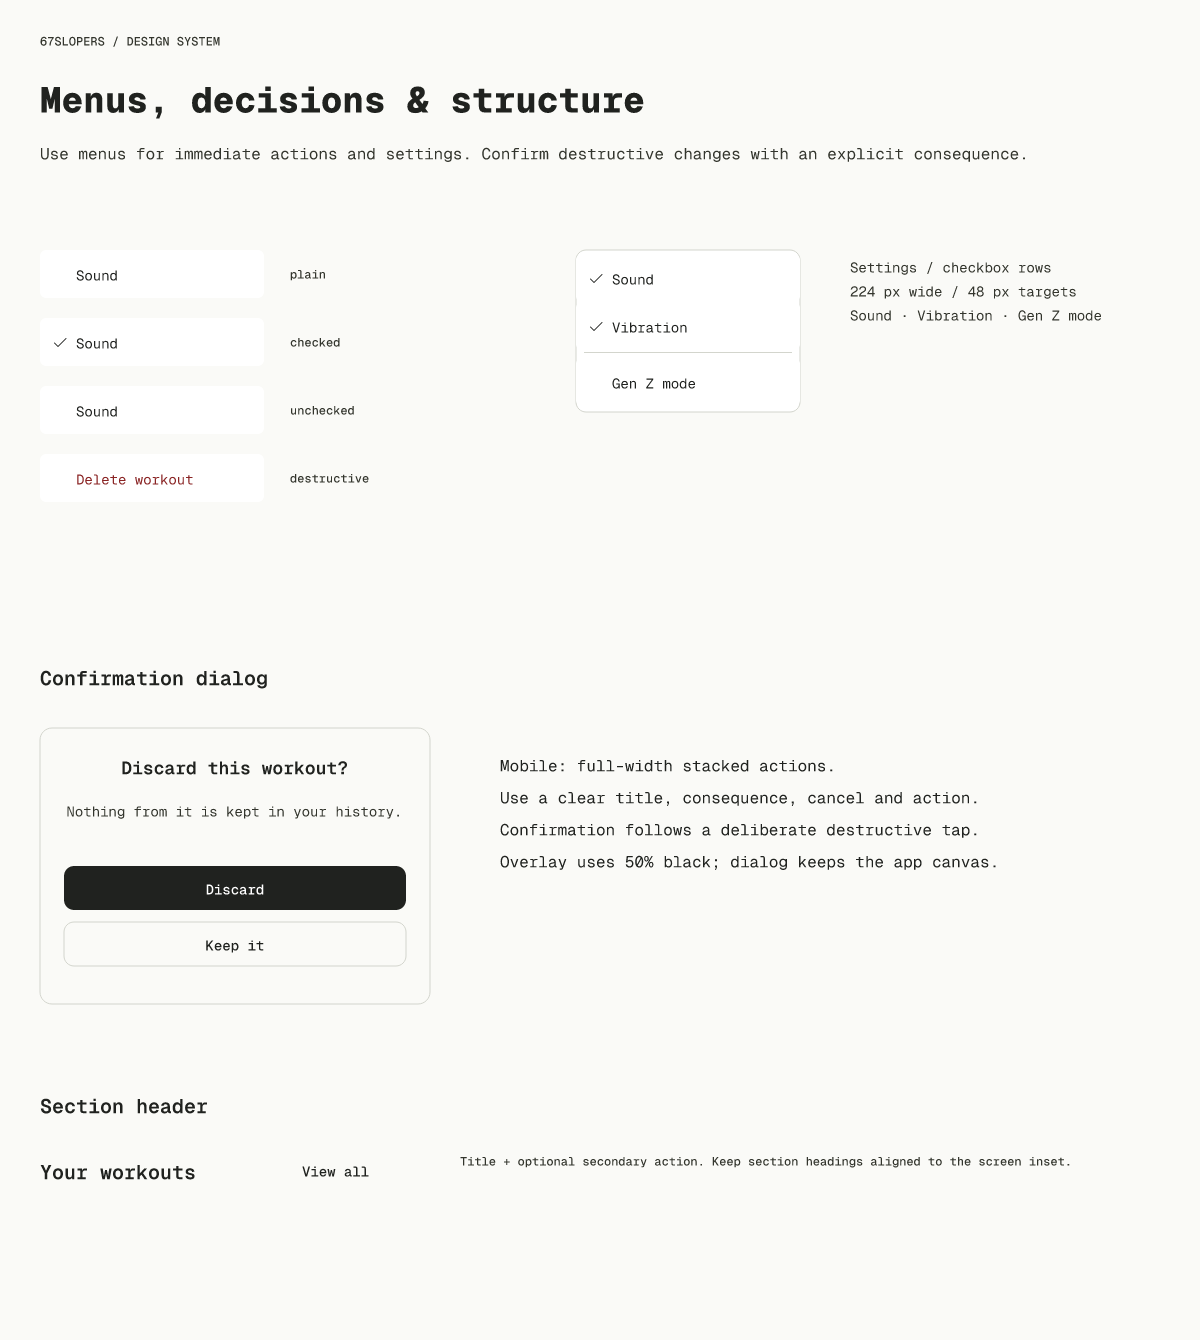 67SLOPERS / DESIGN SYSTEM
Menus, decisions & structure
Use menus for immediate actions and settings. Confirm destructive changes with an explicit consequence.
Sound
plain
Sound
checked
Sound
unchecked
Delete workout
destructive
Sound
Vibration
Gen Z mode
Settings / checkbox rows
224 px wide / 48 px targets
Sound · Vibration · Gen Z mode
Confirmation dialog
Discard this workout?
Nothing from it is kept in your history.
Discard
Keep it
Mobile: full-width stacked actions.
Use a clear title, consequence, cancel and action.
Confirmation follows a deliberate destructive tap.
Overlay uses 50% black; dialog keeps the app canvas.
Section header
Your workouts
View all
Title + optional secondary action. Keep section headings aligned to the screen inset.